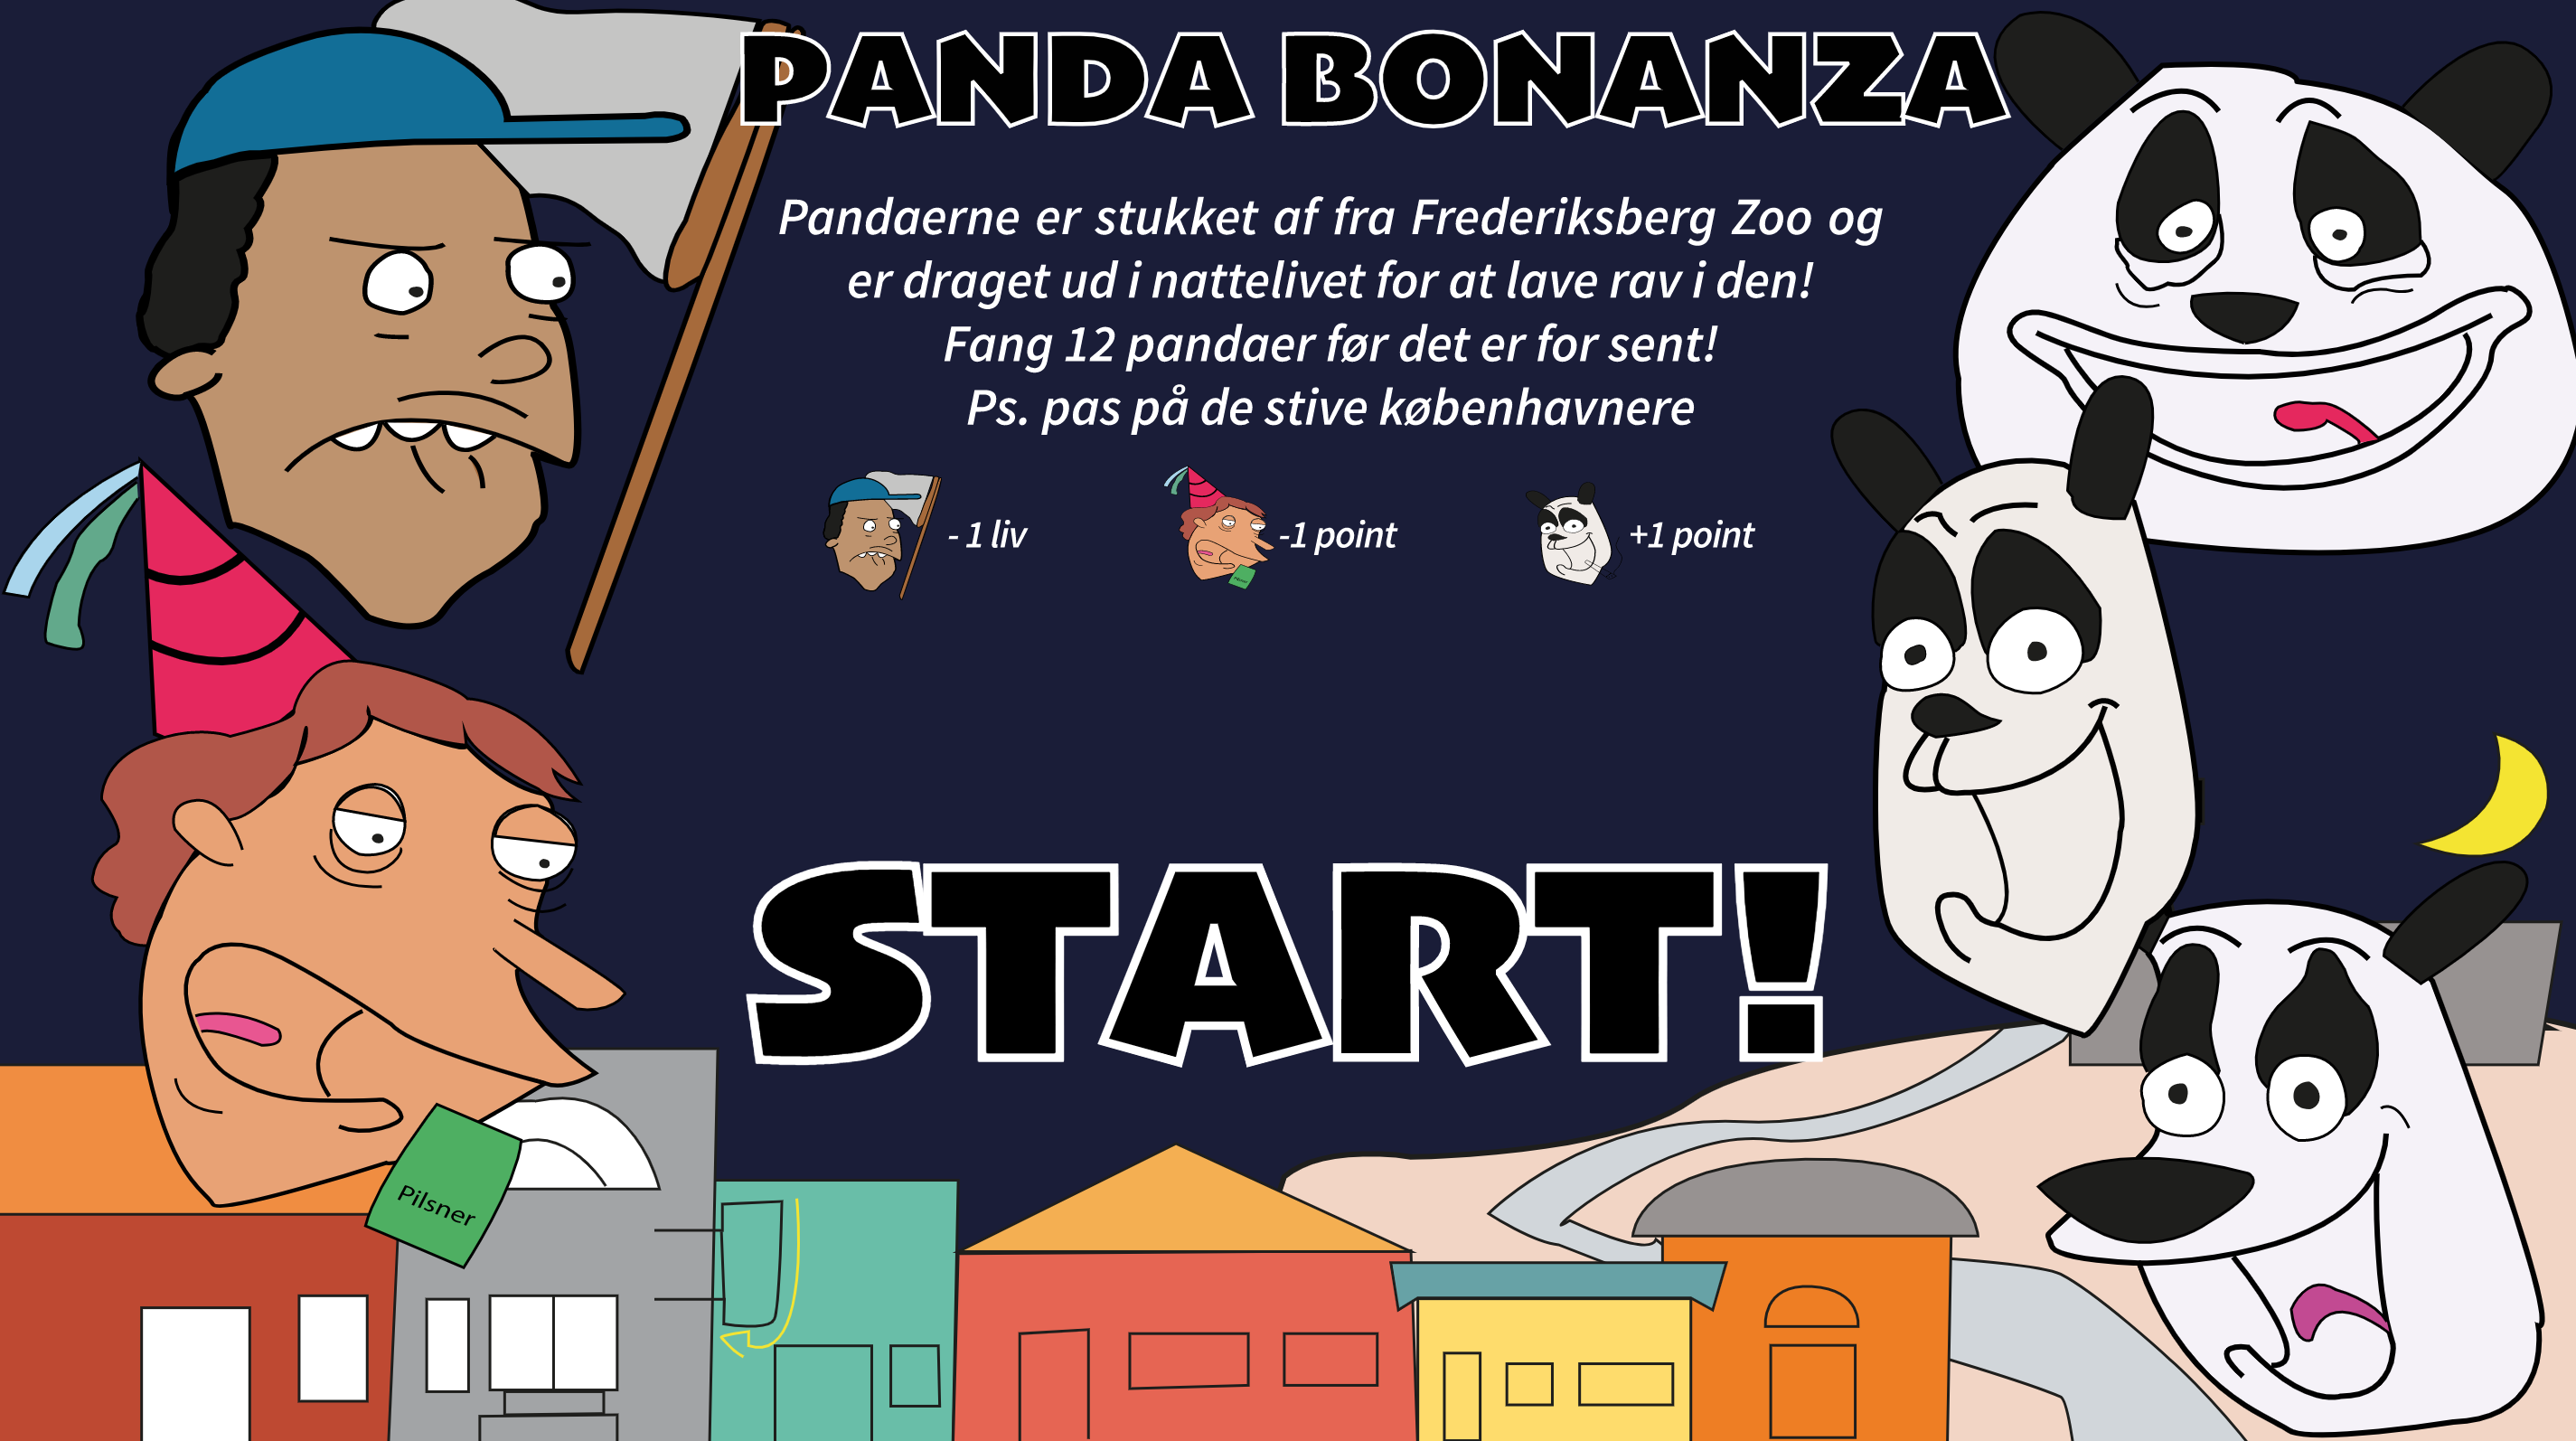 PANDA BONANZA
Pandaerne er stukket af fra Frederiksberg Zoo og
er draget ud i nattelivet for at lave rav i den!
Fang 12 pandaer før det er for sent!
Ps. pas på de stive københavnere
- 1 liv
-1 point
+1 point
START!
Pilsner